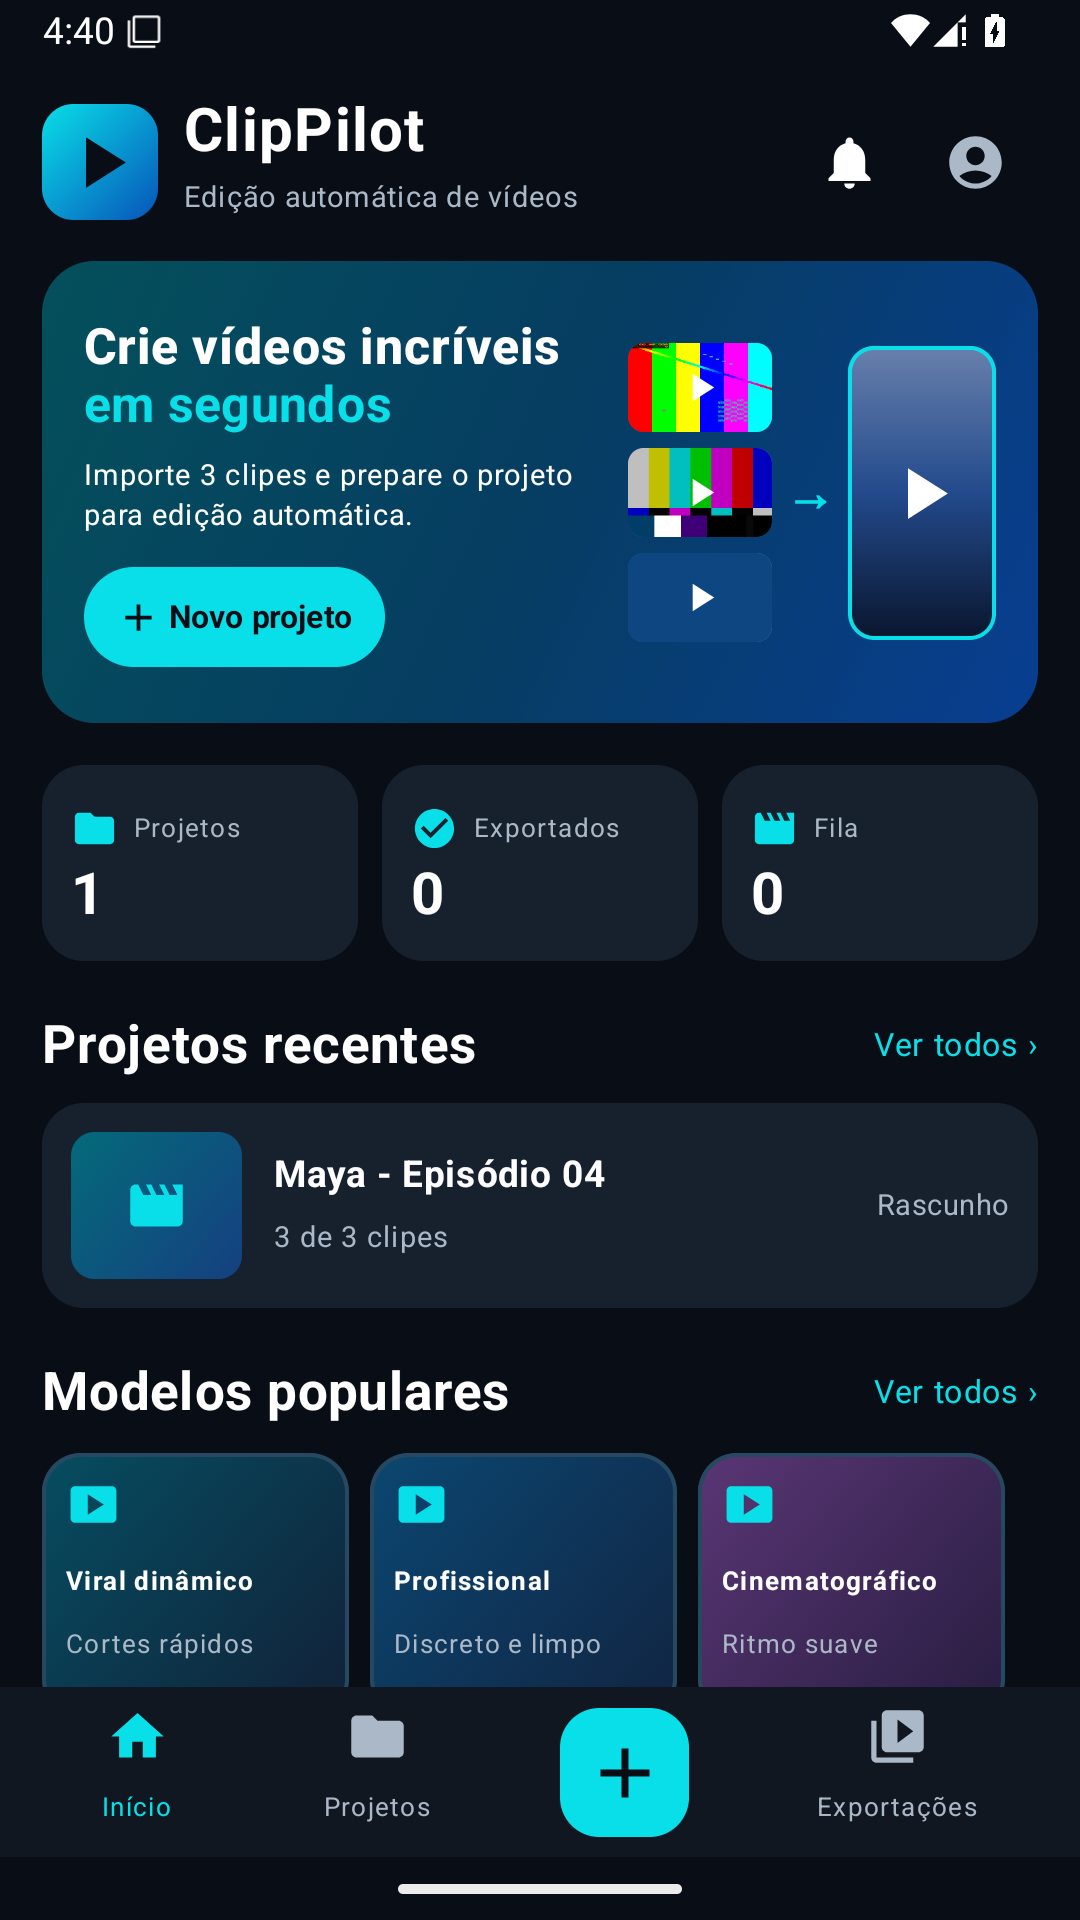 4:40
ClipPilot
Edição automática de vídeos
Crie vídeos incríveis
em segundos
Importe 3 clipes e prepare o projeto
para edição automática.
+ Novo projeto
→
Projetos
1
Exportados
0
Fila
0
Projetos recentes
Ver todos ›
Maya - Episódio 04
3 de 3 clipes
Rascunho
Modelos populares
Ver todos ›
Viral dinâmico
Cortes rápidos
Profissional
Discreto e limpo
Cinematográfico
Ritmo suave
Início
Projetos
Exportações